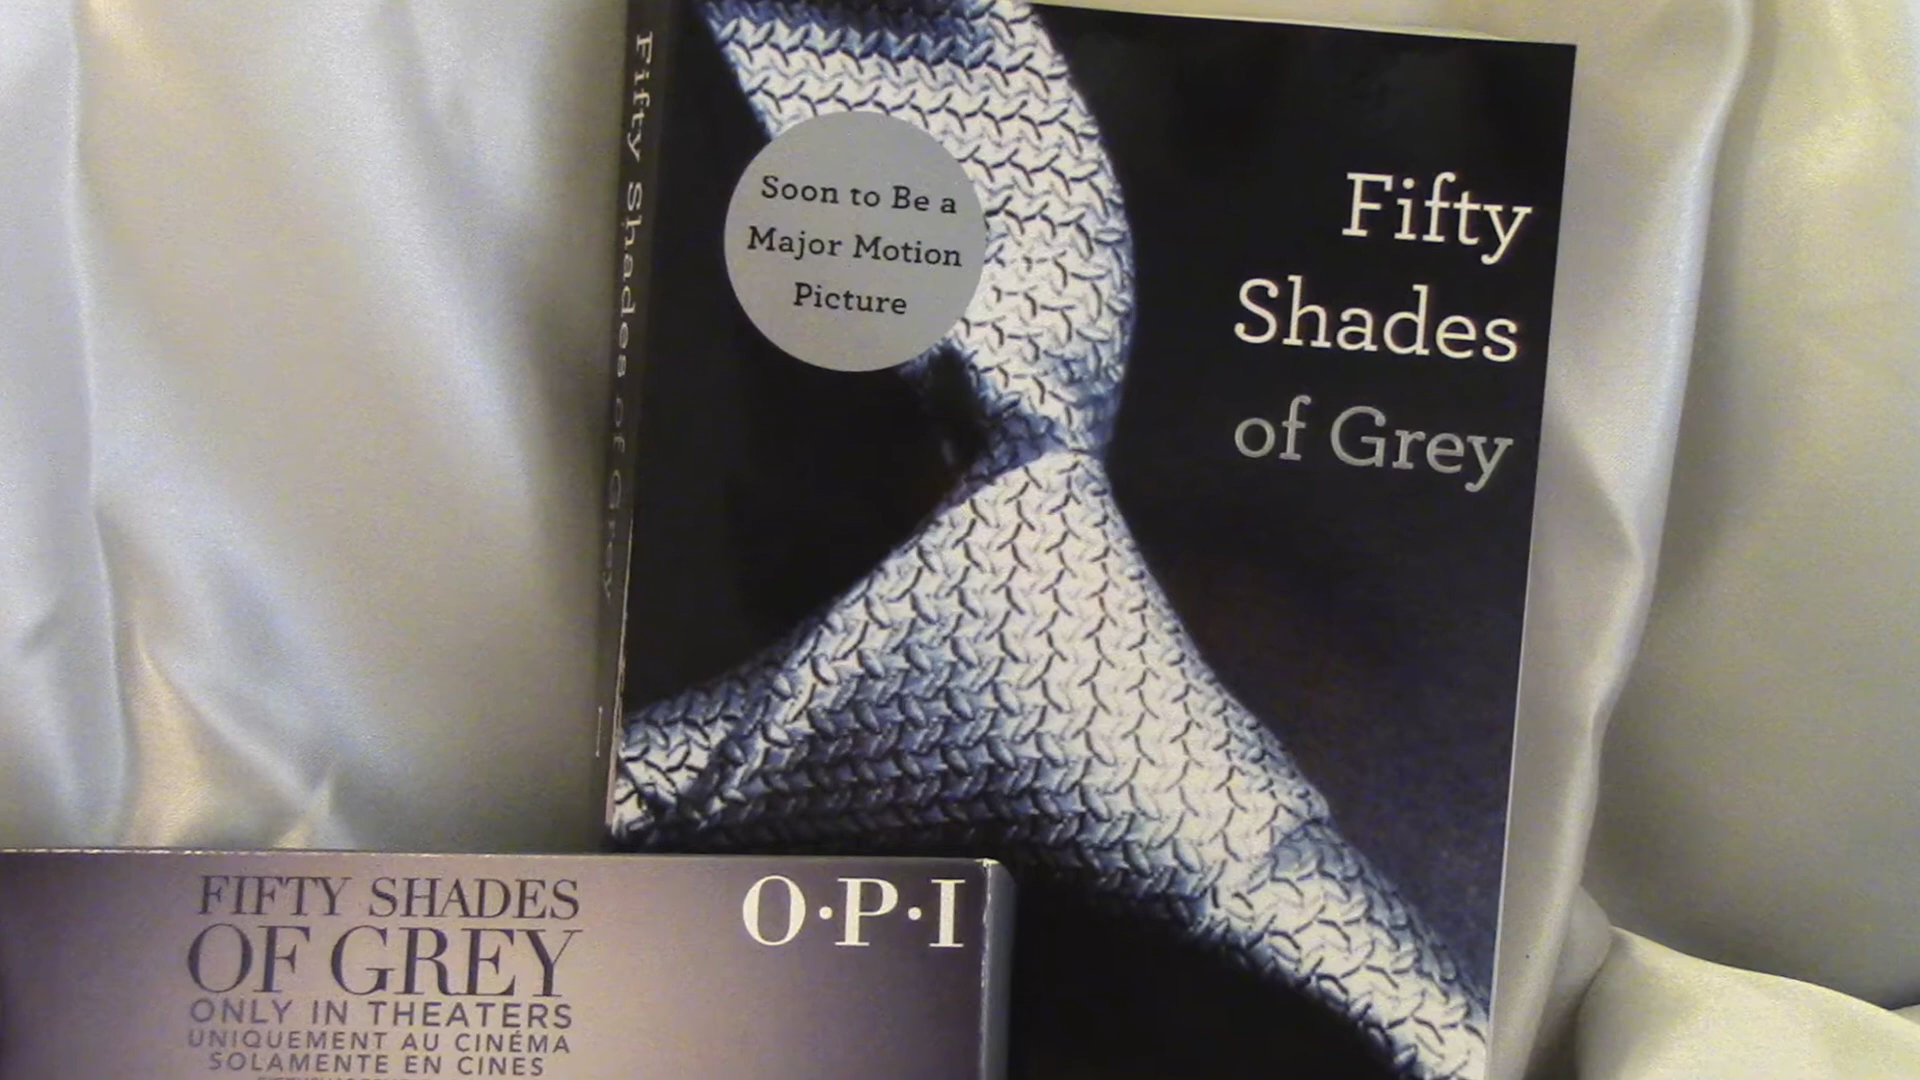 Fifty Shades of Grey
Soon to Be a
Major Motion
Picture
Fifty
Shades
of Grey
FIFTY SHADES
OF GREY
ONLY IN THEATERS
UNIQUEMENT AU CINÉMA
SOLAMENTE EN CINES
O·P·I